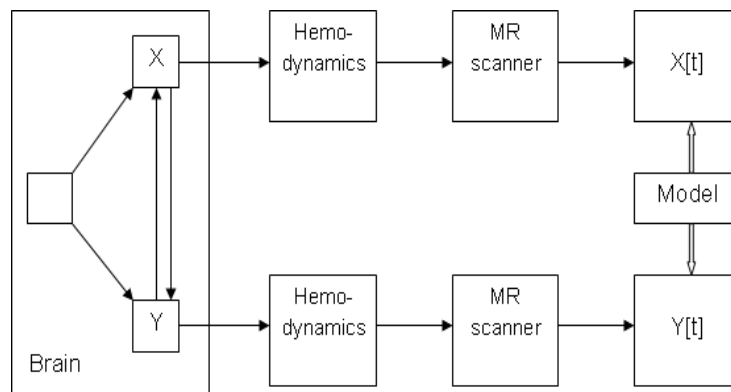 X
Hemo-
dynamics
MR
scanner
X[t]
Model
Y
Hemo-
dynamics
MR
scanner
Y[t]
Brain